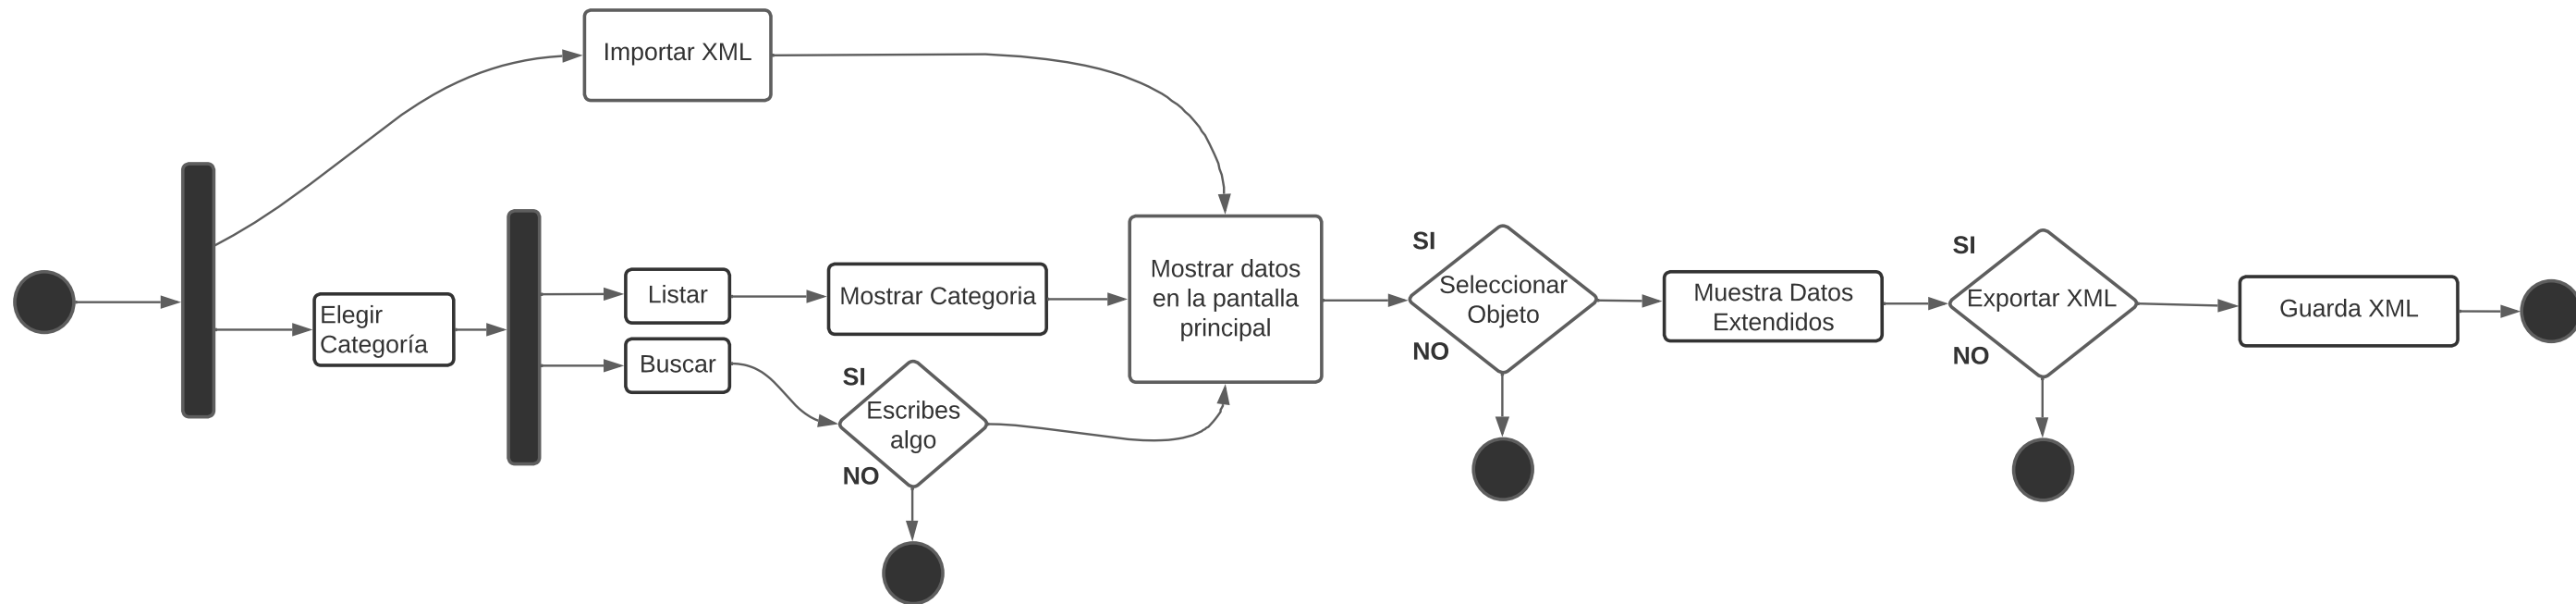 Importar XML
Elegir
Categoría
Listar
Buscar
Mostrar Categoria
SI
Escribes
algo
NO
Mostrar datos
en la pantalla
principal
SI
Seleccionar
Objeto
NO
Muestra Datos
Extendidos
SI
Exportar XML
NO
Guarda XML